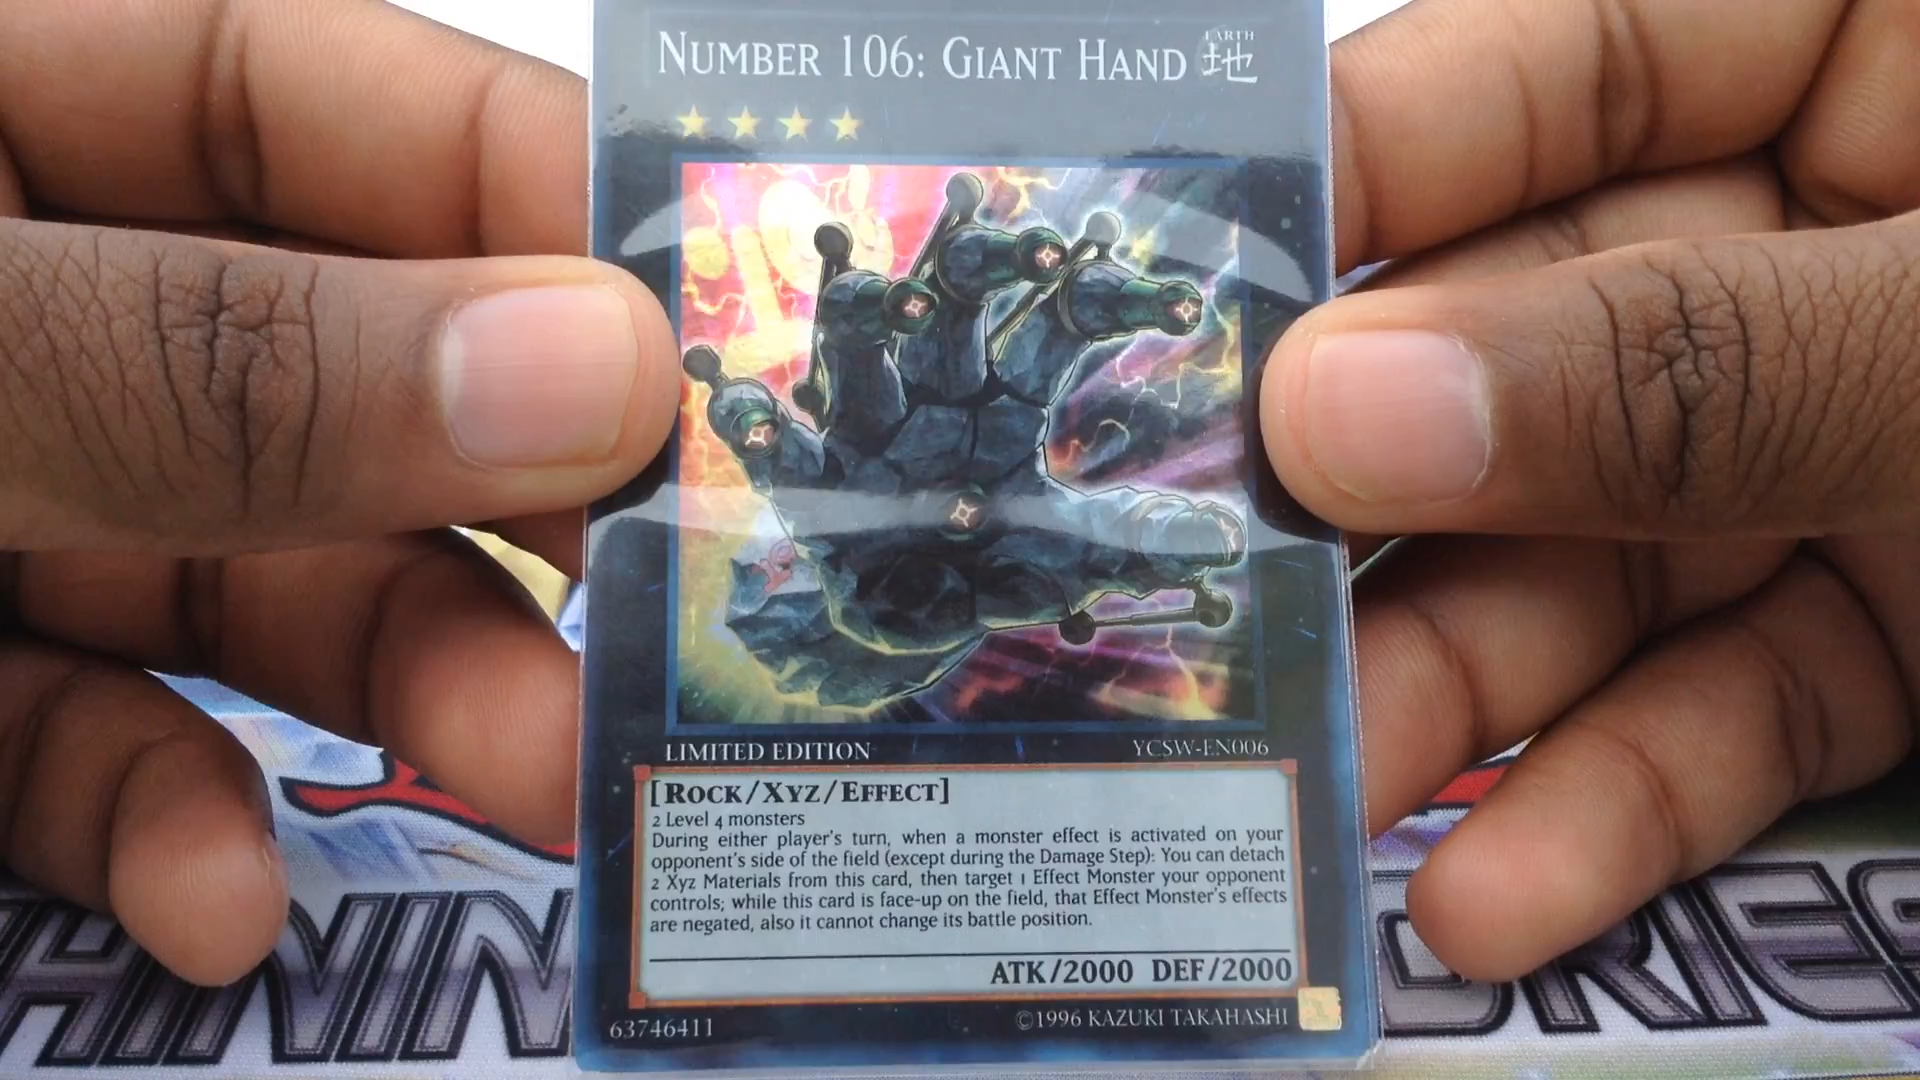 NUMBER 106: GIANT HAND
EARTH
地
LIMITED EDITION
YCSW-EN006
[ROCK/XYZ/EFFECT]
2 Level 4 monsters
During either player's turn, when a monster effect is activated on your
opponent's side of the field (except during the Damage Step): You can detach
2 Xyz Materials from this card, then target 1 Effect Monster your opponent
controls; while this card is face-up on the field, that Effect Monster's effects
are negated, also it cannot change its battle position.
ATK/2000 DEF/2000
63746411
©1996 KAZUKI TAKAHASHI